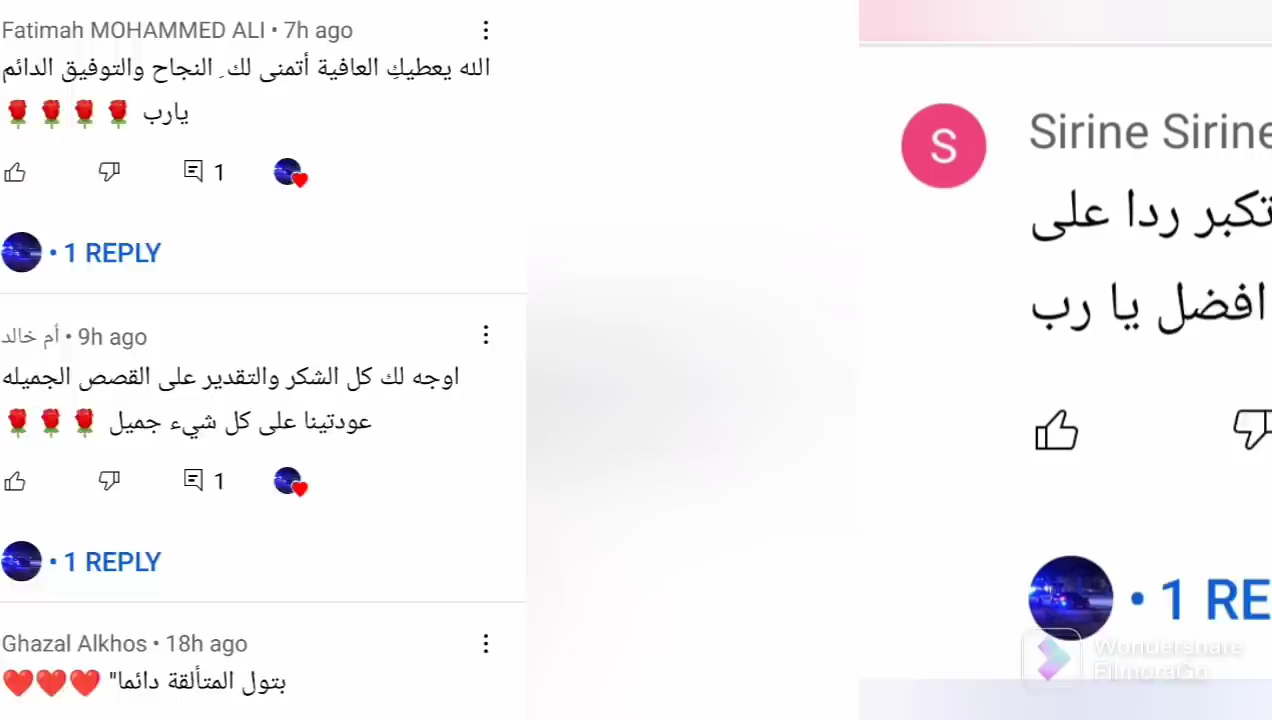 Fatimah MOHAMMED ALI • 7h ago
الله يعطيكِ العافية أتمنى لكِ النجاح والتوفيق الدائم
يارب 🌹 🌹 🌹 🌹
1
• 1 REPLY
أم خالد • 9h ago
اوجه لك كل الشكر والتقدير على القصص الجميله
عودتينا على كل شيء جميل 🌹 🌹 🌹
1
• 1 REPLY
Ghazal Alkhos • 18h ago
بتول المتألقة دائما" ❤️❤️❤️
S
Sirine Sirine
تكبر ردا على
افضل يا رب
• 1 RE
Wondershare
FilmoraGo